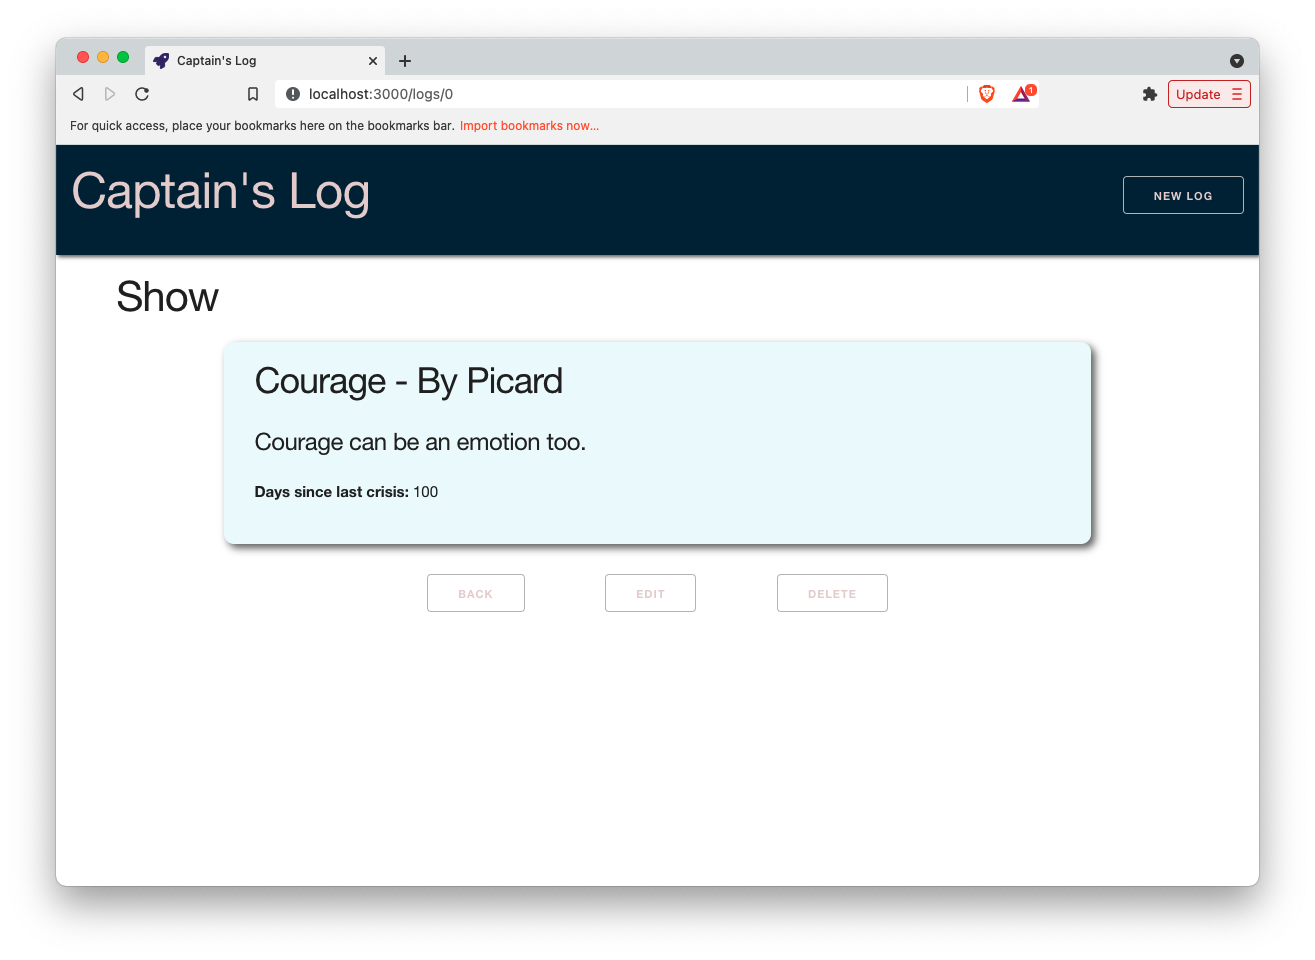 Captain's Log
localhost:3000/logs/0
1
Update
For quick access, place your bookmarks here on the bookmarks bar. Import bookmarks now...
Captain's Log
NEW LOG
Show
Courage - By Picard
Courage can be an emotion too.
Days since last crisis: 100
BACK
EDIT
DELETE